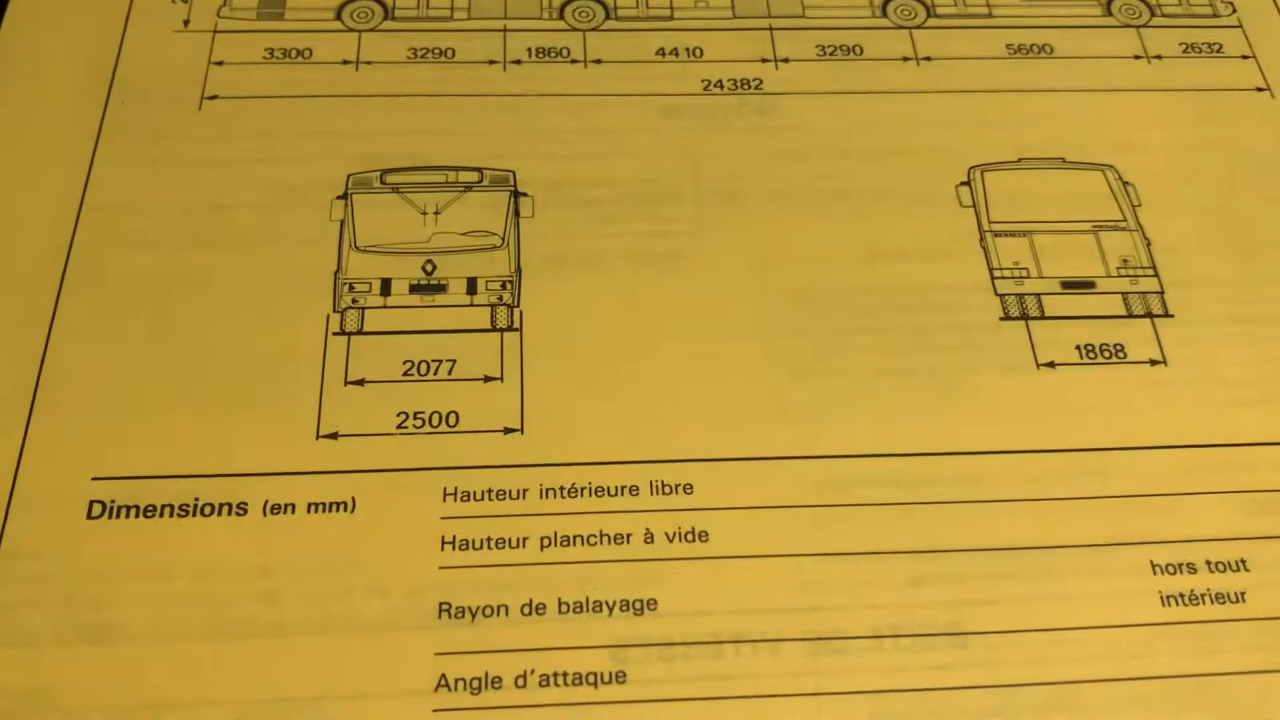 3300 3290 1860 4410 3290 5600 2632
24382
RENAULT
2077
1868
2500
Dimensions (en mm)
Hauteur intérieure libre
Hauteur plancher à vide
Rayon de balayage
hors tout
intérieur
Angle d'attaque